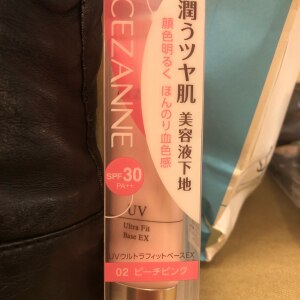 潤うツヤ肌 美容液下地
顔色明るく ほんのり血色感
CEZANNE
SPF30
PA++
UV
Ultra Fit
Base EX
UVウルトラフィットベースEX
02 ピーチピンク